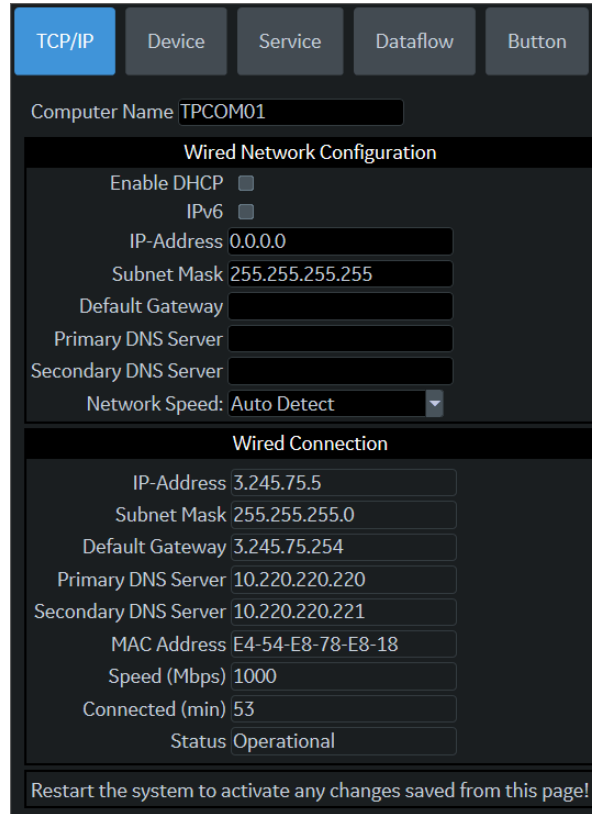 TCP/IP Device Service Dataflow Button
Computer Name TPCOM01
Wired Network Configuration
Enable DHCP
IPv6
IP-Address 0.0.0.0
Subnet Mask 255.255.255.255
Default Gateway
Primary DNS Server
Secondary DNS Server
Network Speed: Auto Detect
Wired Connection
IP-Address 3.245.75.5
Subnet Mask 255.255.255.0
Default Gateway 3.245.75.254
Primary DNS Server 10.220.220.220
Secondary DNS Server 10.220.220.221
MAC Address E4-54-E8-78-E8-18
Speed (Mbps) 1000
Connected (min) 53
Status Operational
Restart the system to activate any changes saved from this page!